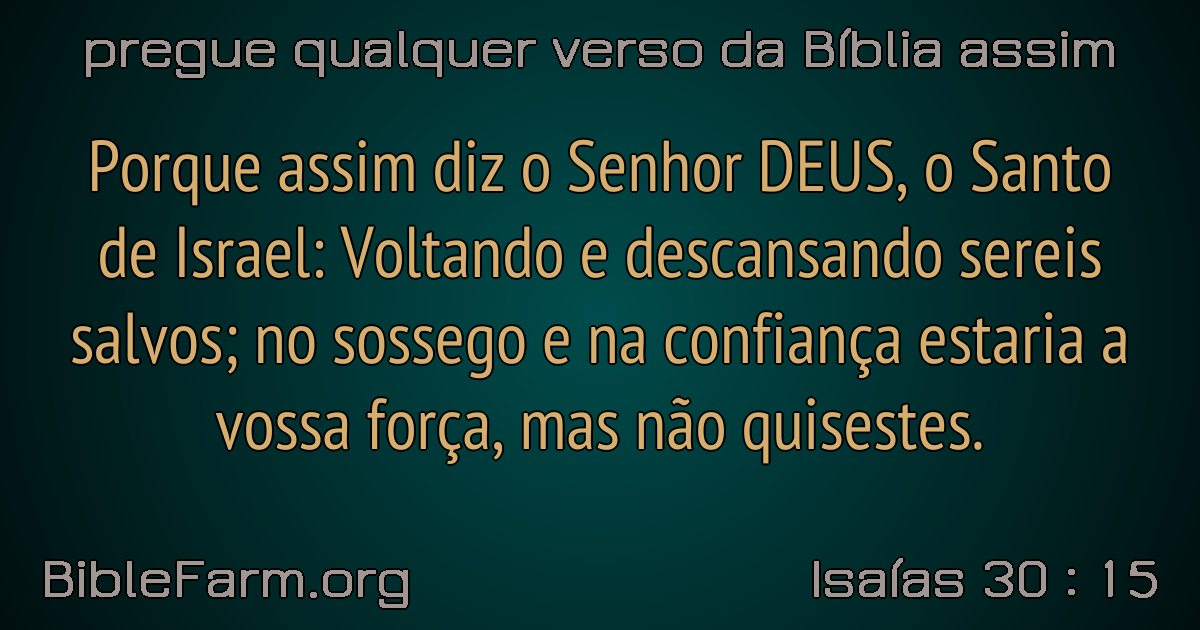 pregue qualquer verso da Bíblia assim
Porque assim diz o Senhor DEUS, o Santo
de Israel: Voltando e descansando sereis
salvos; no sossego e na confiança estaria a
vossa força, mas não quisestes.
BibleFarm.org
Isaías 30 : 15